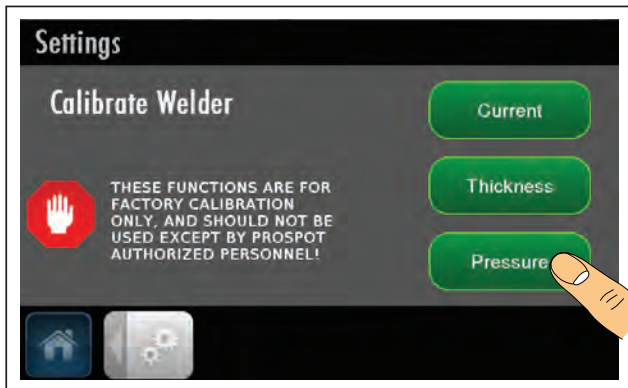 Settings
Calibrate Welder
THESE FUNCTIONS ARE FOR
FACTORY CALIBRATION
ONLY, AND SHOULD NOT BE
USED EXCEPT BY PROSPOT
AUTHORIZED PERSONNEL!
Current
Thickness
Pressure